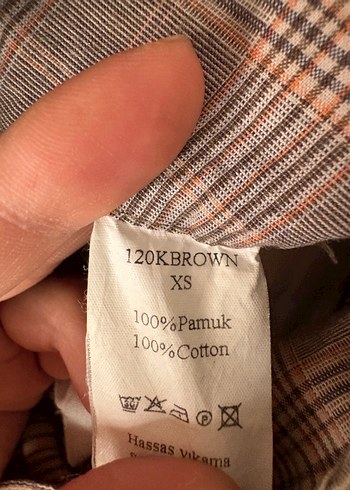 120KBROWN
XS
100%Pamuk
100%Cotton
Hassas Yıkama